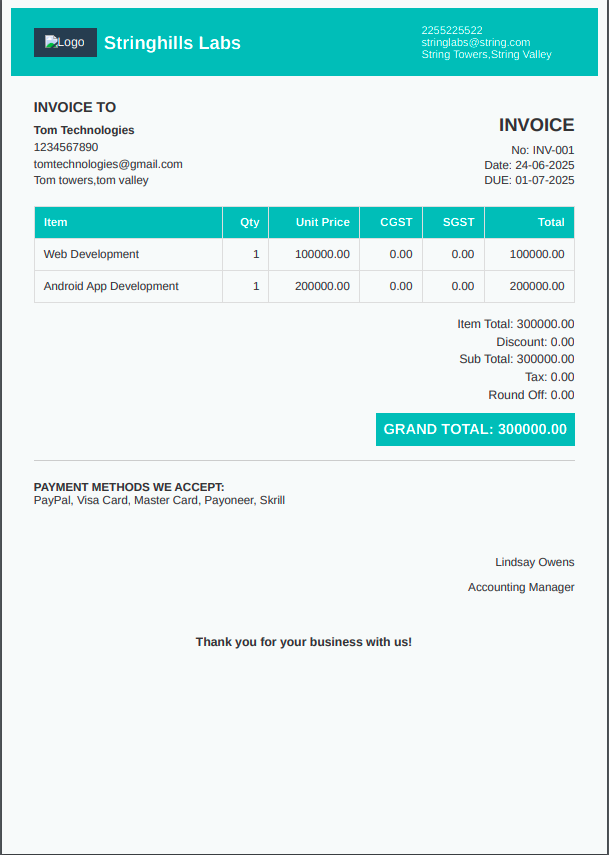 Logo
Stringhills Labs
2255225522
stringlabs@string.com
String Towers,String Valley
INVOICE TO
Tom Technologies
1234567890
tomtechnologies@gmail.com
Tom towers,tom valley
INVOICE
No: INV-001
Date: 24-06-2025
DUE: 01-07-2025
Item Qty Unit Price CGST SGST Total
Web Development 1 100000.00 0.00 0.00 100000.00
Android App Development 1 200000.00 0.00 0.00 200000.00
Item Total: 300000.00
Discount: 0.00
Sub Total: 300000.00
Tax: 0.00
Round Off: 0.00
GRAND TOTAL: 300000.00
PAYMENT METHODS WE ACCEPT:
PayPal, Visa Card, Master Card, Payoneer, Skrill
Lindsay Owens
Accounting Manager
Thank you for your business with us!